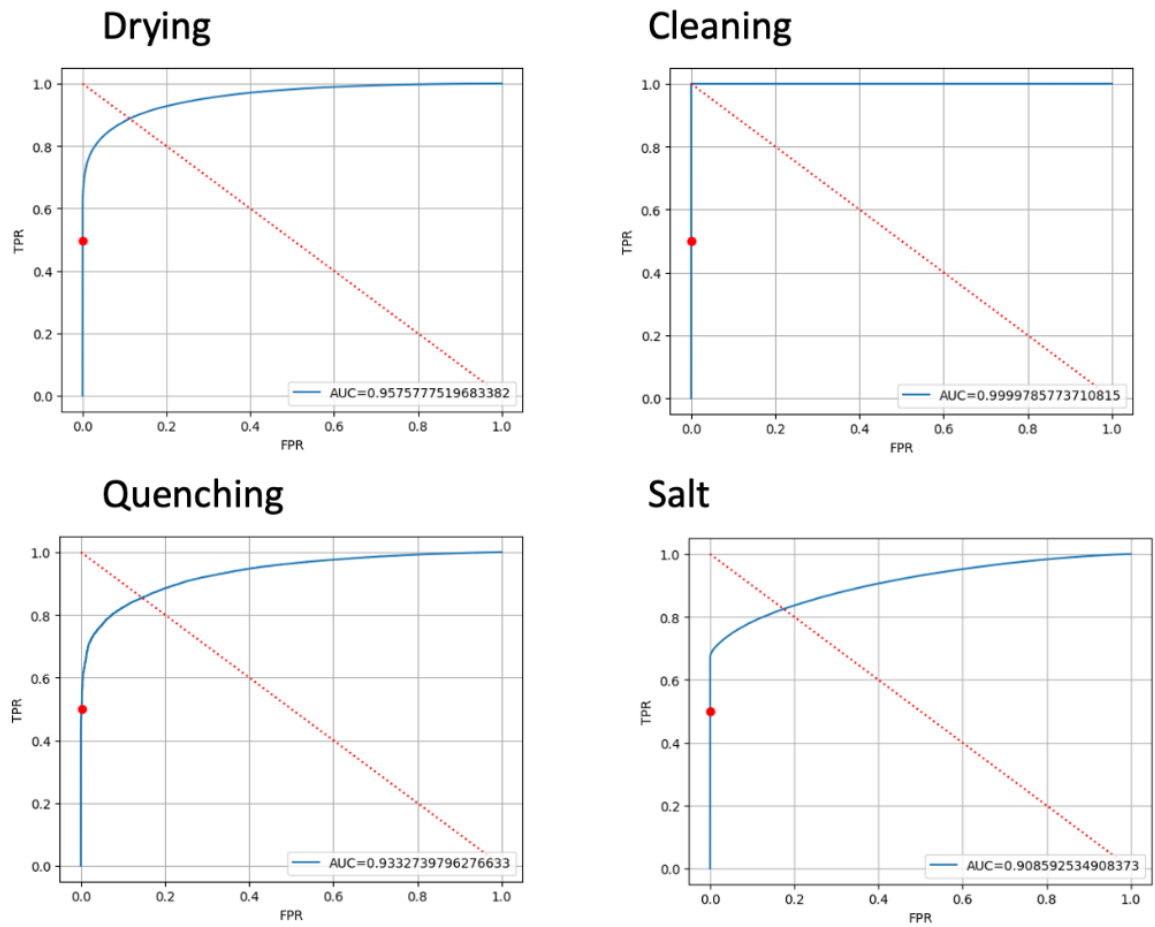 Drying
Cleaning
1.0
0.8
0.6
0.4
0.2
0.0
TPR
0.0 0.2 0.4 0.6 0.8 1.0
FPR
AUC=0.9575777519683382
1.0
0.8
0.6
0.4
0.2
0.0
TPR
0.0 0.2 0.4 0.6 0.8 1.0
FPR
AUC=0.9999785773710815
Quenching
Salt
1.0
0.8
0.6
0.4
0.2
0.0
TPR
0.0 0.2 0.4 0.6 0.8 1.0
FPR
AUC=0.9332739796276633
1.0
0.8
0.6
0.4
0.2
0.0
TPR
0.0 0.2 0.4 0.6 0.8 1.0
FPR
AUC=0.908592534908373